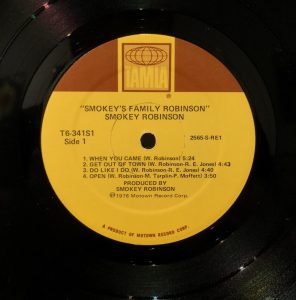 TAMLA
"SMOKEY'S FAMILY ROBINSON"
SMOKEY ROBINSON
T6-341S1
Side 1
2665-S-RE1
1. WHEN YOU CAME (W. Robinson) 5:24
2. GET OUT OF TOWN (W. Robinson-R. E. Jones) 4:43
3. DO LIKE I DO (W. Robinson-R. E. Jones) 4:40
4. OPEN (W. Robinson-M. Tarplin-P. Moffett) 3:50
PRODUCED BY
SMOKEY ROBINSON
℗1976 Motown Record Corp.
A PRODUCT OF MOTOWN RECORD CORP.